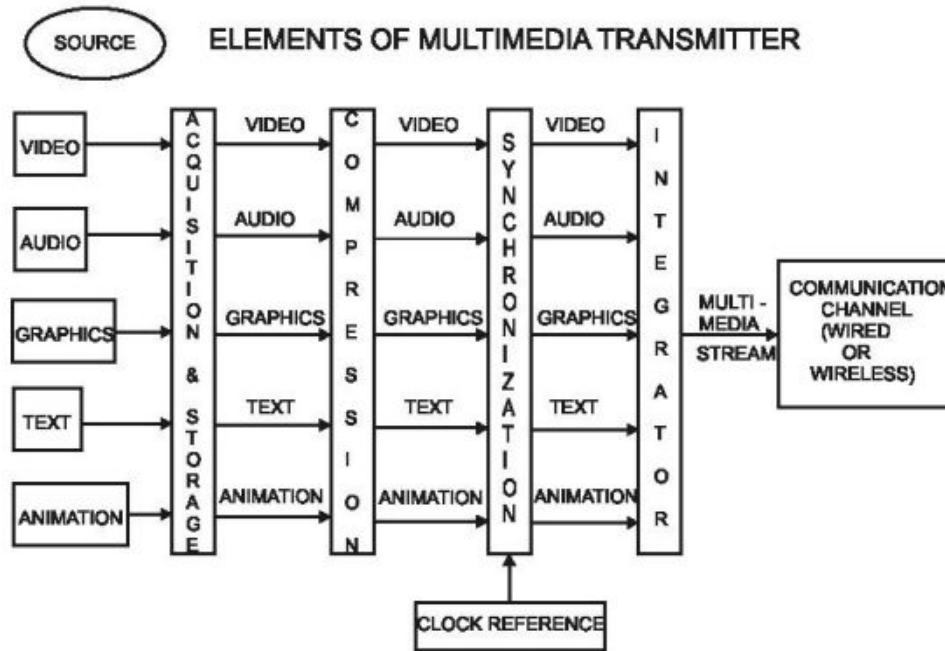 SOURCE
ELEMENTS OF MULTIMEDIA TRANSMITTER
VIDEO
AUDIO
GRAPHICS
TEXT
ANIMATION
ACQUISITION & STORAGE
VIDEO
AUDIO
GRAPHICS
TEXT
ANIMATION
COMPRESSION
VIDEO
AUDIO
GRAPHICS
TEXT
ANIMATION
SYNCHRONIZATION
VIDEO
AUDIO
GRAPHICS
TEXT
ANIMATION
INTEGRATOR
MULTI -
MEDIA
STREAM
COMMUNICATION
CHANNEL
(WIRED
OR
WIRELESS)
CLOCK REFERENCE